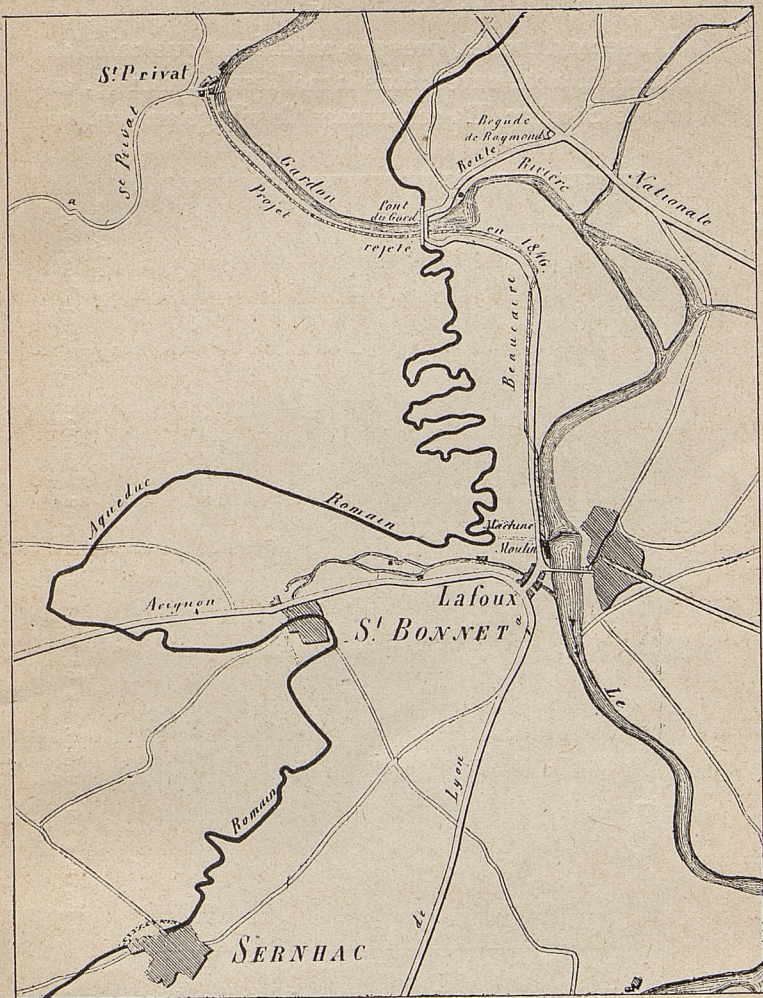 St Privat
St Privat
a
Gardon
Projet
rejeté
Pont
du Gard
Begude
de Raymond
Route
Rivière
Nationale
en 1846.
Beaucaire
Aqueduc
Romain
Machine
Moulin
Avignon
Lafoux
St BONNET
à
Le
Lyon
Romain
de
SERNHAC